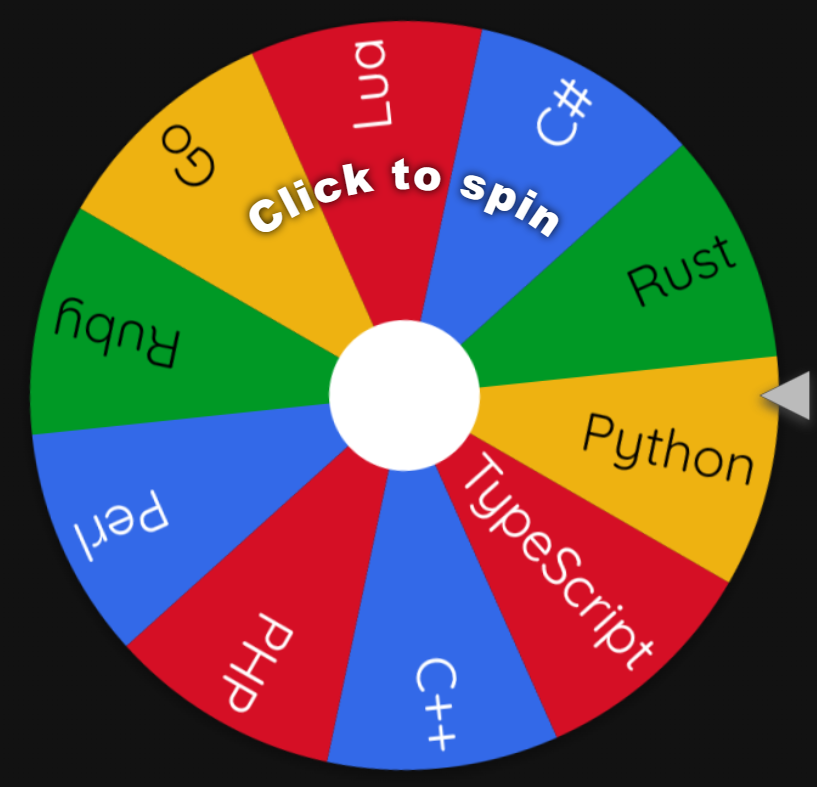 Click to spin
Lua
C#
Rust
Python
TypeScript
C++
PHP
Perl
Ruby
Go